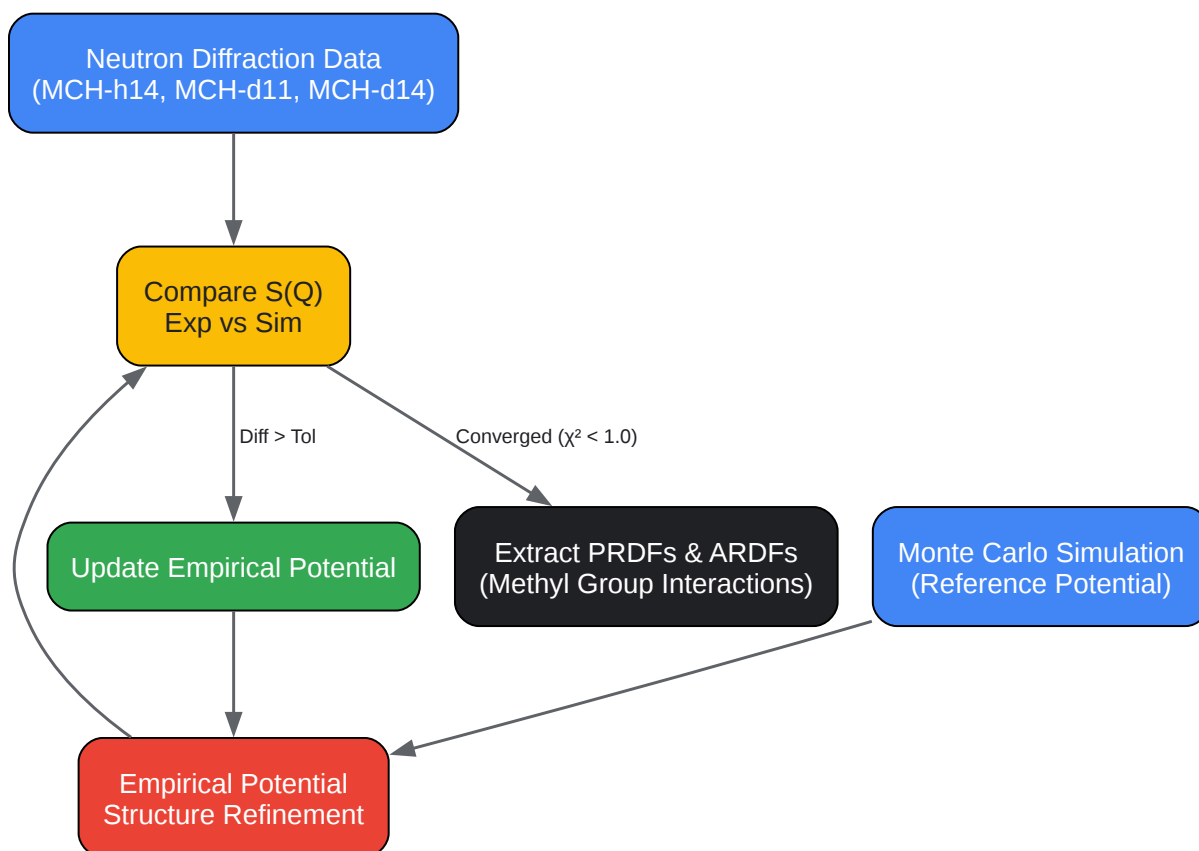 Neutron Diffraction Data
(MCH-h14, MCH-d11, MCH-d14)
Compare S(Q)
Exp vs Sim
Diff > Tol
Converged (χ² < 1.0)
Update Empirical Potential
Extract PRDFs & ARDFs
(Methyl Group Interactions)
Monte Carlo Simulation
(Reference Potential)
Empirical Potential
Structure Refinement